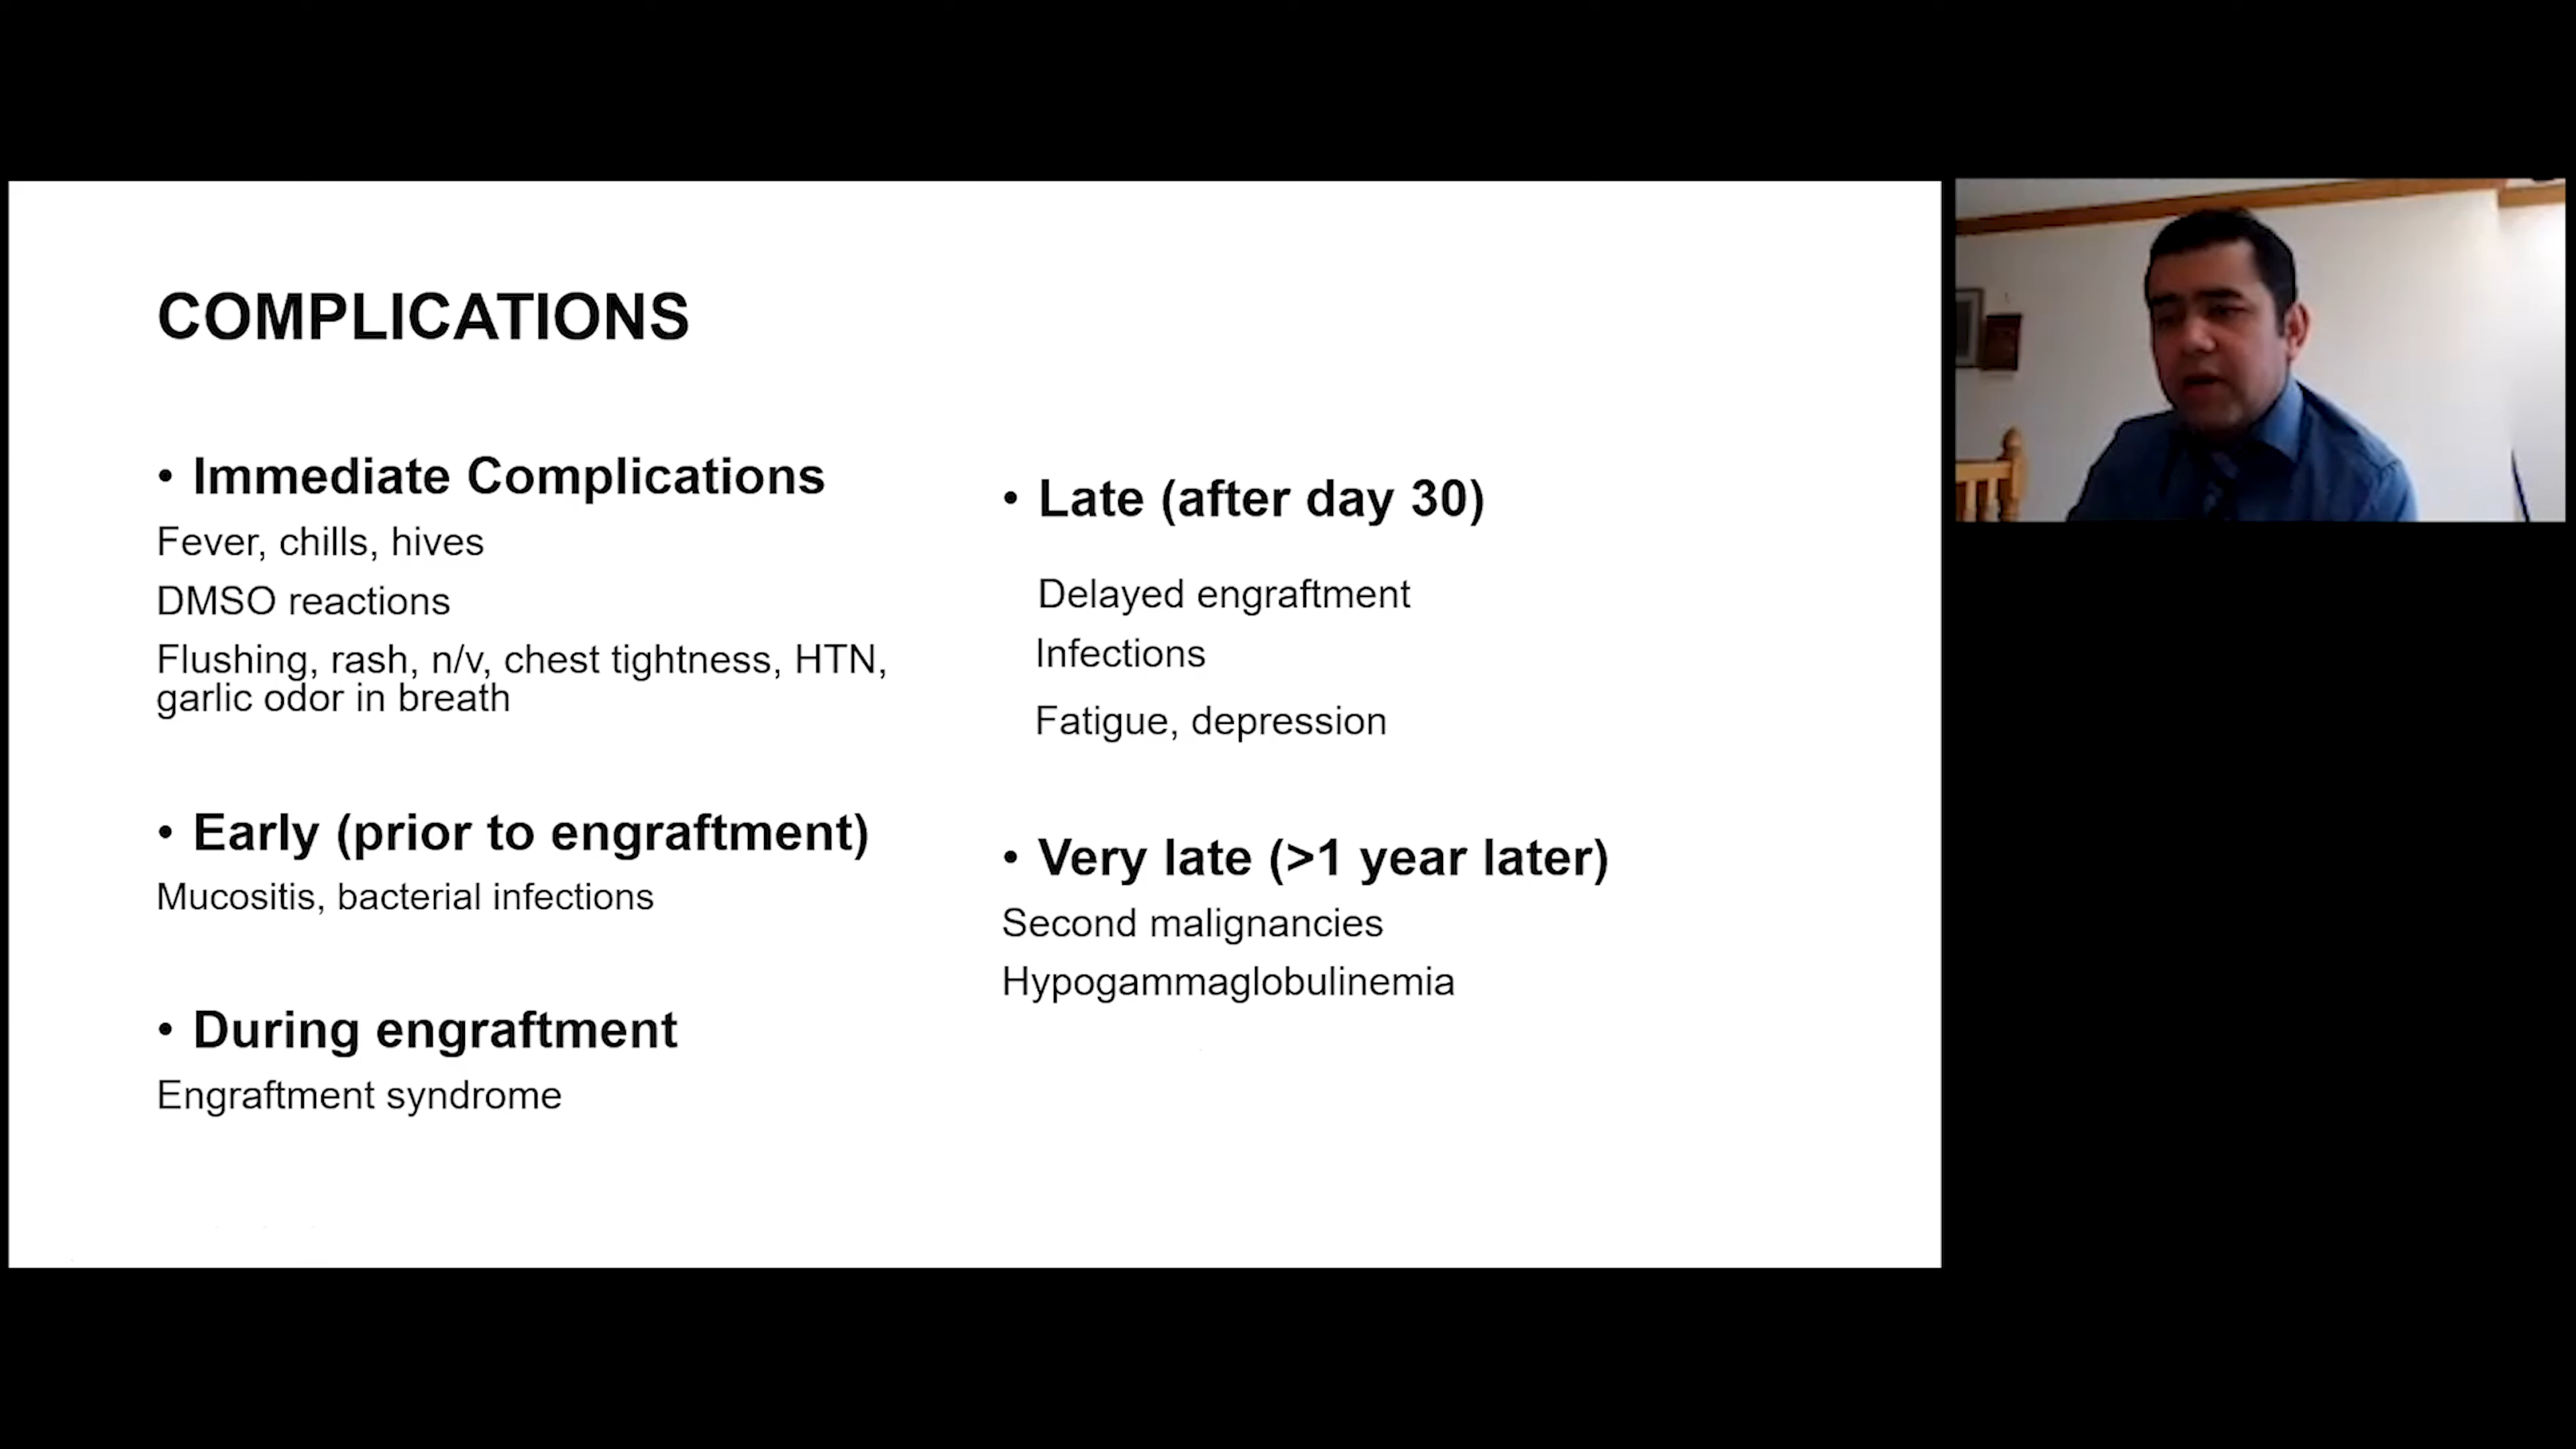 COMPLICATIONS
• Immediate Complications
Fever, chills, hives
DMSO reactions
Flushing, rash, n/v, chest tightness, HTN,
garlic odor in breath
• Early (prior to engraftment)
Mucositis, bacterial infections
• During engraftment
Engraftment syndrome
• Late (after day 30)
Delayed engraftment
Infections
Fatigue, depression
• Very late (>1 year later)
Second malignancies
Hypogammaglobulinemia